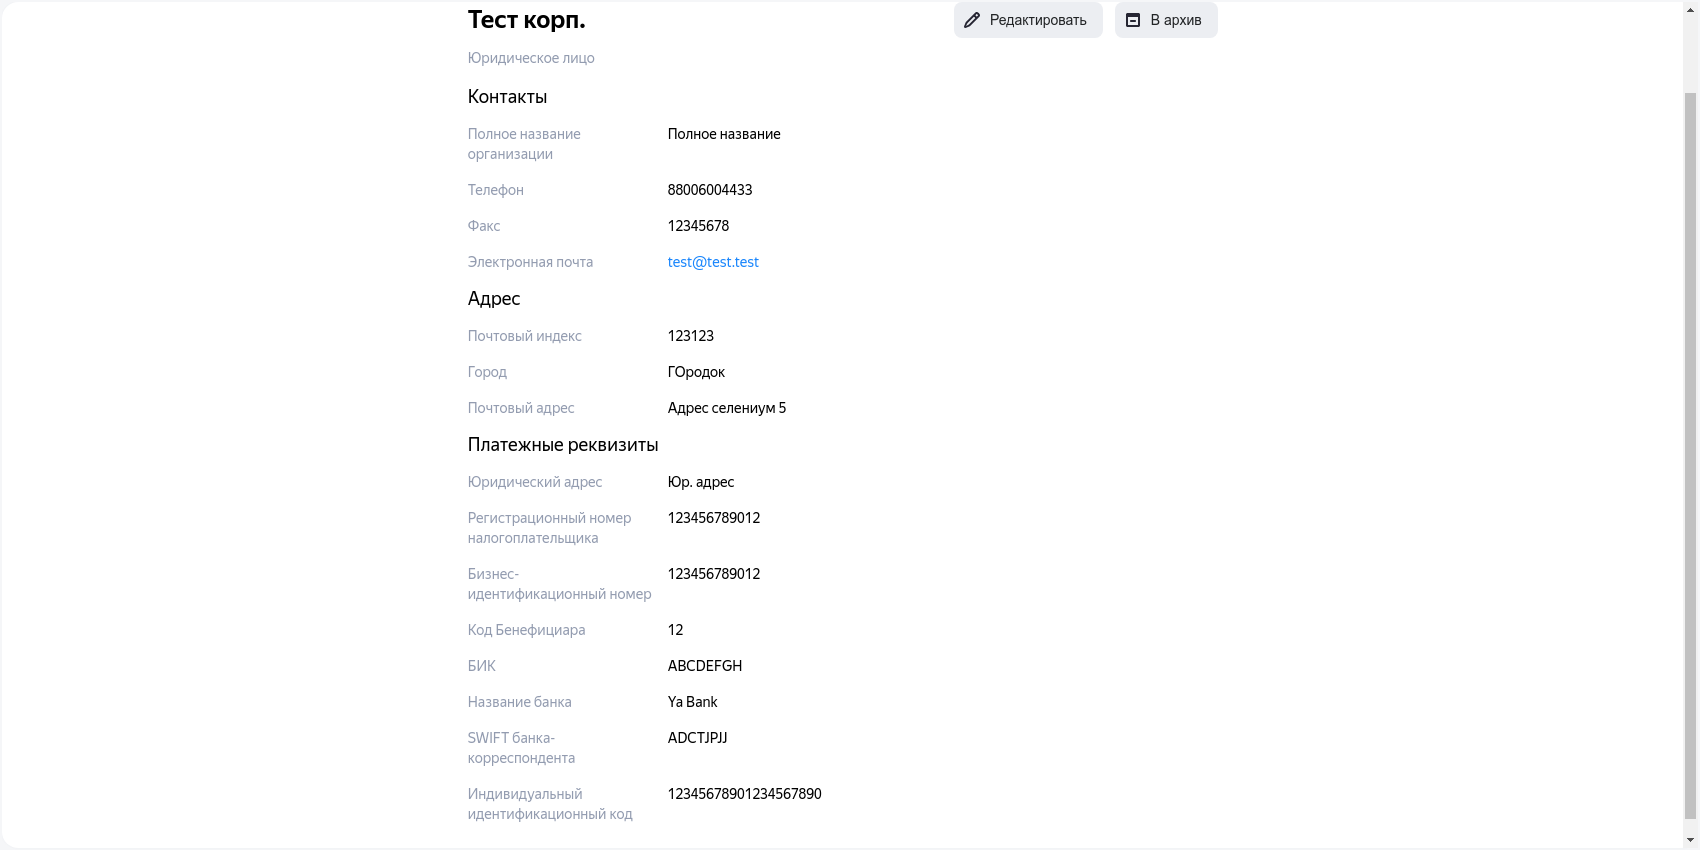 Тест корп.
Редактировать
В архив
Юридическое лицо
Контакты
Полное название Полное название
организации
Телефон 88006004433
Факс 12345678
Электронная почта test@test.test
Адрес
Почтовый индекс 123123
Город ГОродок
Почтовый адрес Адрес селениум 5
Платежные реквизиты
Юридический адрес Юр. адрес
Регистрационный номер 123456789012
налогоплательщика
Бизнес- 123456789012
идентификационный номер
Код Бенефициара 12
БИК ABCDEFGH
Название банка Ya Bank
SWIFT банка- ADCTJPJJ
корреспондента
Индивидуальный 12345678901234567890
идентификационный код